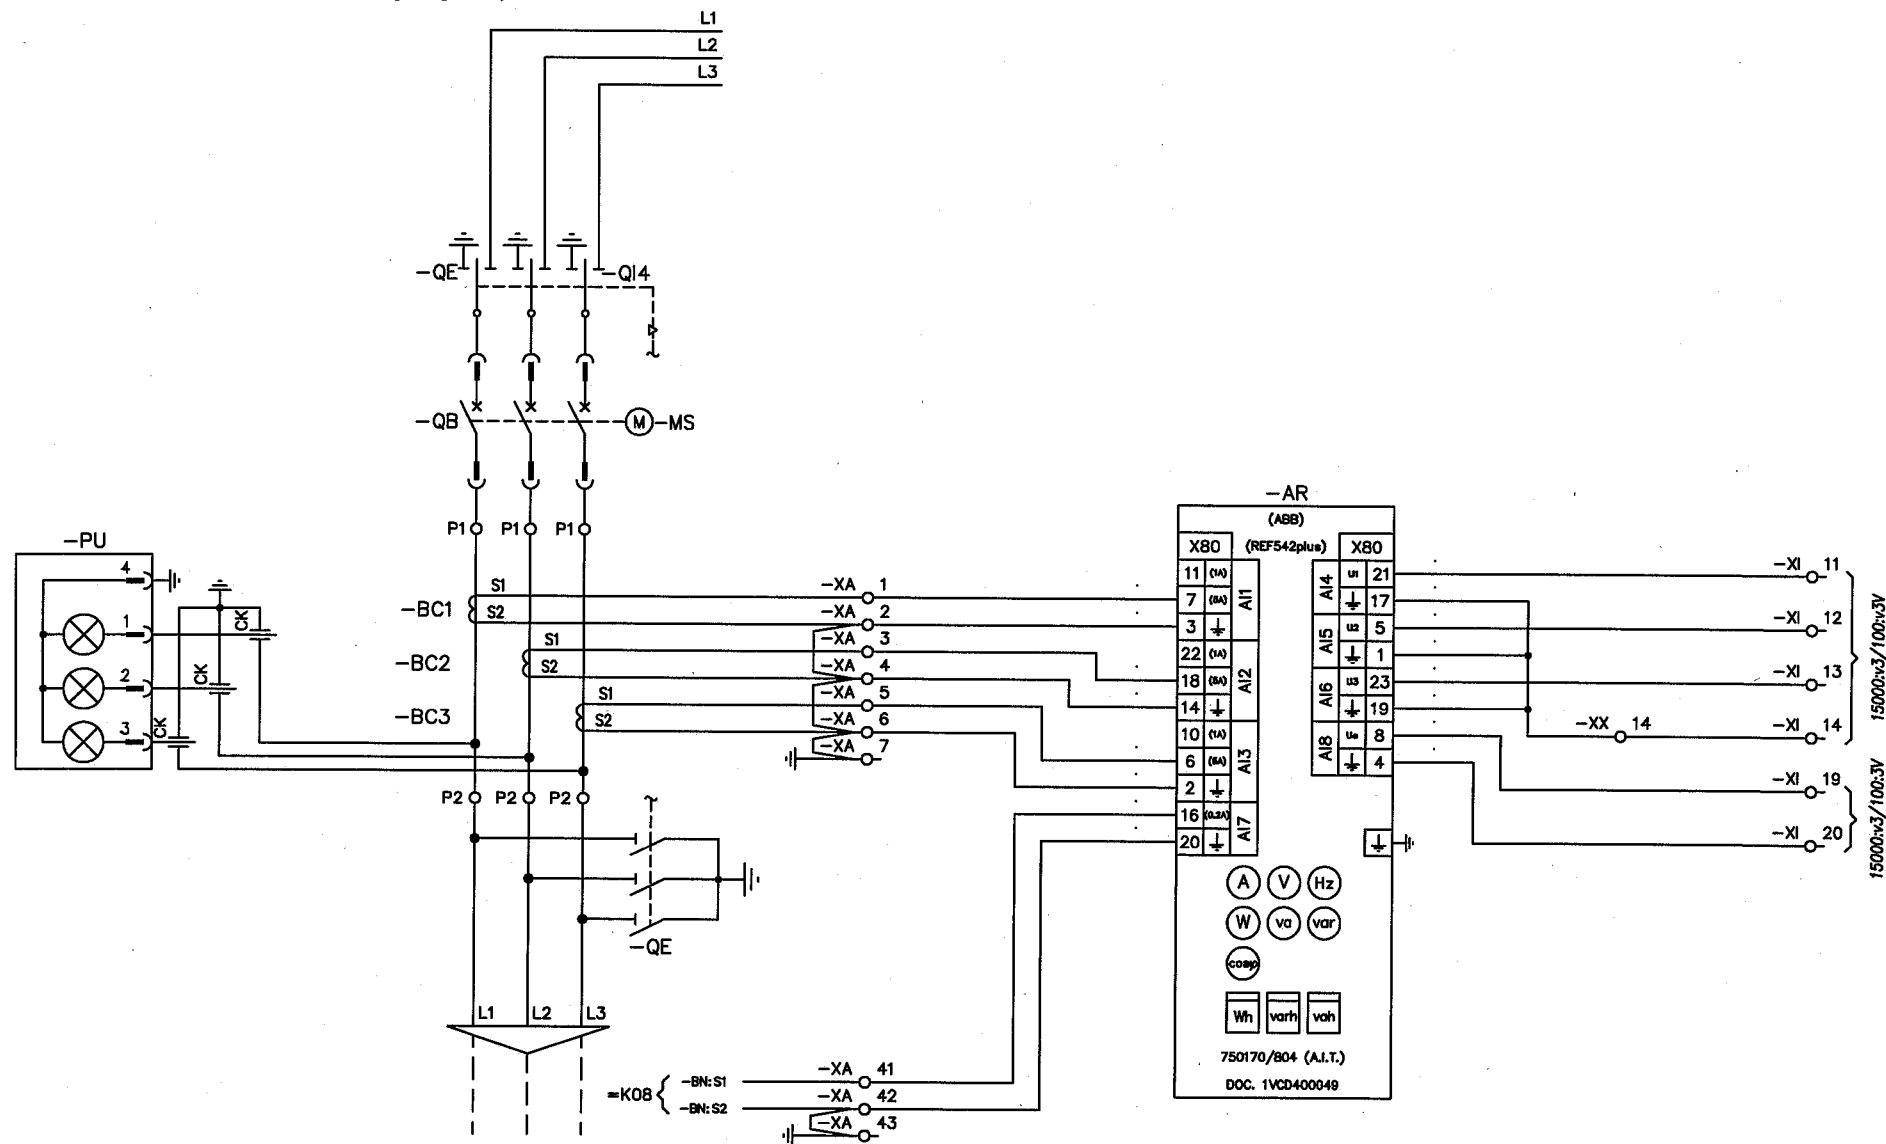 L1
L2
L3
-QE
-QI4
-QB
M
-MS
P1 P1 P1
-PU
4
1
2
3
CK
CK
CK
-BC1
S1
S2
-BC2
S1
S2
-BC3
S1
S2
-XA 1
-XA 2
-XA 3
-XA 4
-XA 5
-XA 6
-XA 7
P2 P2 P2
-QE
L1 L2 L3
=K08
-BN:S1
-BN:S2
-XA 41
-XA 42
-XA 43
-AR
(ABB)
X80 (REF542plus) X80
11 (1A)
7 (5A)
3
AI1
22 (1A)
18 (5A)
14
AI2
10 (1A)
6 (5A)
2
AI3
16 (0.2A)
20
AI7
AI4
U1 21
17
AI5
U2 5
1
AI6
U3 23
19
AI8
8
4
A V Hz
W va var
cosφ
Wh varh vah
750170/804 (A.I.T.)
DOC. 1VCD400049
-XI 11
-XI 12
-XI 13
-XX 14
-XI 14
15000:v3/100:v3V
-XI 19
-XI 20
15000:v3/100:3V